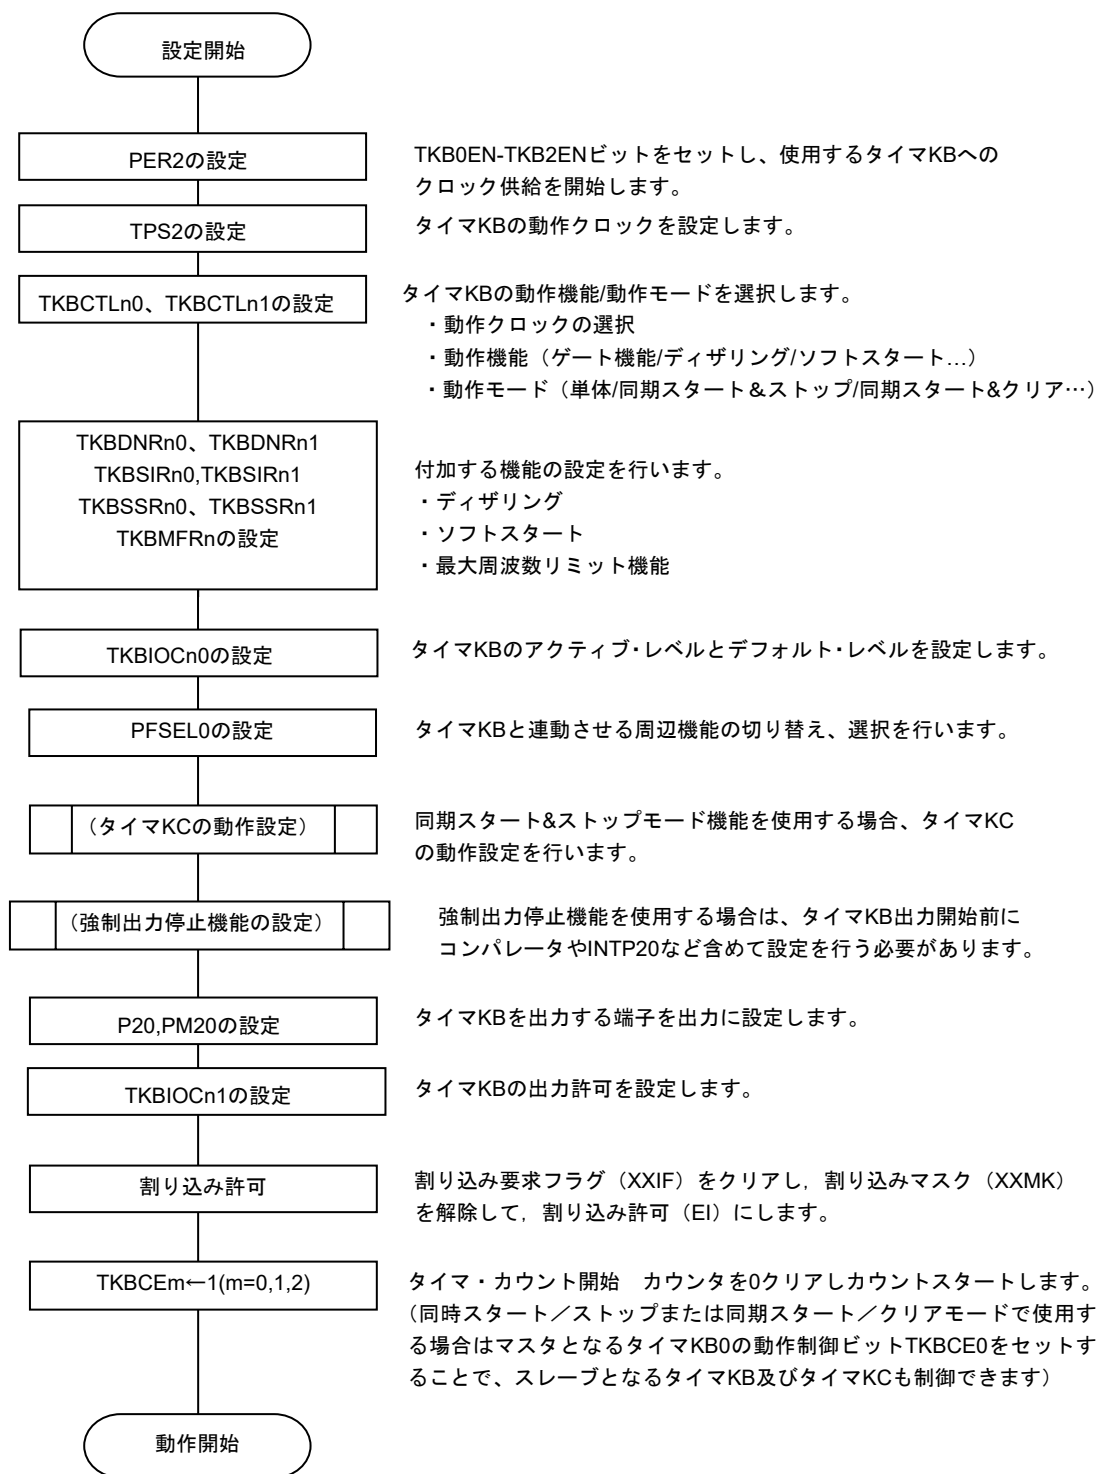 設定開始
PER2の設定
TKB0EN-TKB2ENビットをセットし、使用するタイマKBへの
クロック供給を開始します。
TPS2の設定
タイマKBの動作クロックを設定します。
TKBCTLn0、TKBCTLn1の設定
タイマKBの動作機能/動作モードを選択します。
・動作クロックの選択
・動作機能（ゲート機能/ディザリング/ソフトスタート…）
・動作モード（単体/同期スタート＆ストップ/同期スタート&クリア…）
TKBDNRn0、TKBDNRn1
TKBSIRn0,TKBSIRn1
TKBSSRn0、TKBSSRn1
TKBMFRnの設定
付加する機能の設定を行います。
・ディザリング
・ソフトスタート
・最大周波数リミット機能
TKBIOCn0の設定
タイマKBのアクティブ・レベルとデフォルト・レベルを設定します。
PFSEL0の設定
タイマKBと連動させる周辺機能の切り替え、選択を行います。
（タイマKCの動作設定）
同期スタート&ストップモード機能を使用する場合、タイマKC
の動作設定を行います。
（強制出力停止機能の設定）
強制出力停止機能を使用する場合は、タイマKB出力開始前に
コンパレータやINTP20など含めて設定を行う必要があります。
P20,PM20の設定
タイマKBを出力する端子を出力に設定します。
TKBIOCn1の設定
タイマKBの出力許可を設定します。
割り込み許可
割り込み要求フラグ（XXIF）をクリアし，割り込みマスク（XXMK）
を解除して，割り込み許可（EI）にします。
TKBCEm←1(m=0,1,2)
タイマ・カウント開始　カウンタを0クリアしカウントスタートします。
（同時スタート／ストップまたは同期スタート／クリアモードで使用す
る場合はマスタとなるタイマKB0の動作制御ビットTKBCE0をセットす
ることで、スレーブとなるタイマKB及びタイマKCも制御できます）
動作開始